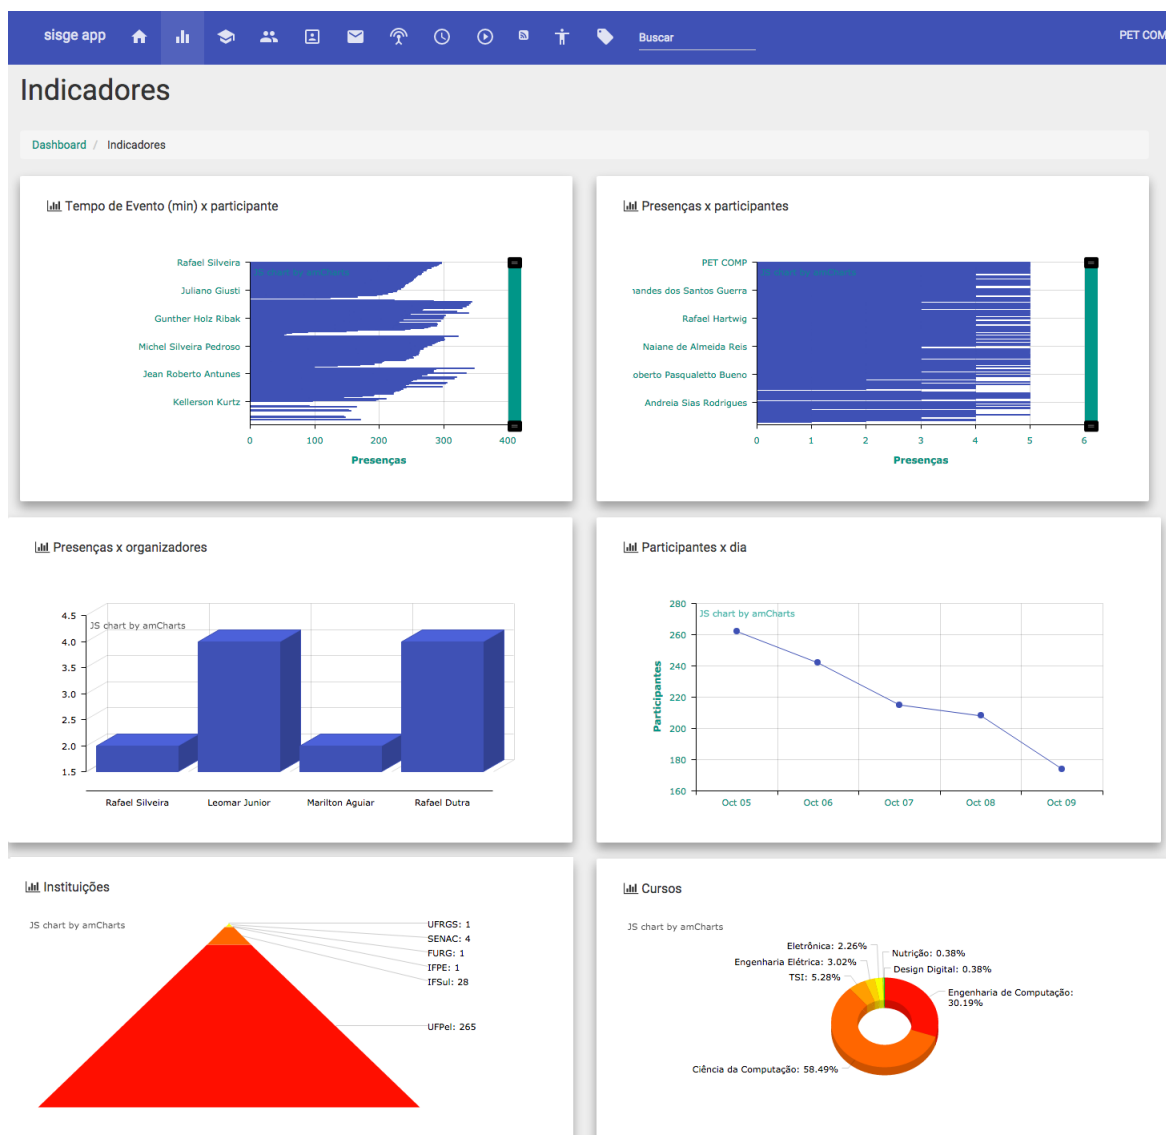 sisge app
Buscar
PET COM
Indicadores
Dashboard / Indicadores
Tempo de Evento (min) x participante
JS chart by amCharts
Rafael Silveira
Juliano Giusti
Gunther Holz Ribak
Michel Silveira Pedroso
Jean Roberto Antunes
Kellerson Kurtz
0 100 200 300 400
Presenças
Presenças x participantes
JS chart by amCharts
PET COMP
nandes dos Santos Guerra
Rafael Hartwig
Naiane de Almeida Reis
oberto Pasqualetto Bueno
Andreia Sias Rodrigues
0 1 2 3 4 5 6
Presenças
Presenças x organizadores
JS chart by amCharts
4.5
4.0
3.5
3.0
2.5
2.0
1.5
Rafael Silveira Leomar Junior Marilton Aguiar Rafael Dutra
Participantes x dia
JS chart by amCharts
Participantes
280
260
240
220
200
180
160
Oct 05 Oct 06 Oct 07 Oct 08 Oct 09
Instituições
JS chart by amCharts
UFRGS: 1
SENAC: 4
FURG: 1
IFPE: 1
IFSul: 28
UFPel: 265
Cursos
JS chart by amCharts
Eletrônica: 2.26%
Engenharia Elétrica: 3.02%
TSI: 5.28%
Nutrição: 0.38%
Design Digital: 0.38%
Engenharia de Computação:
30.19%
Ciência da Computação: 58.49%